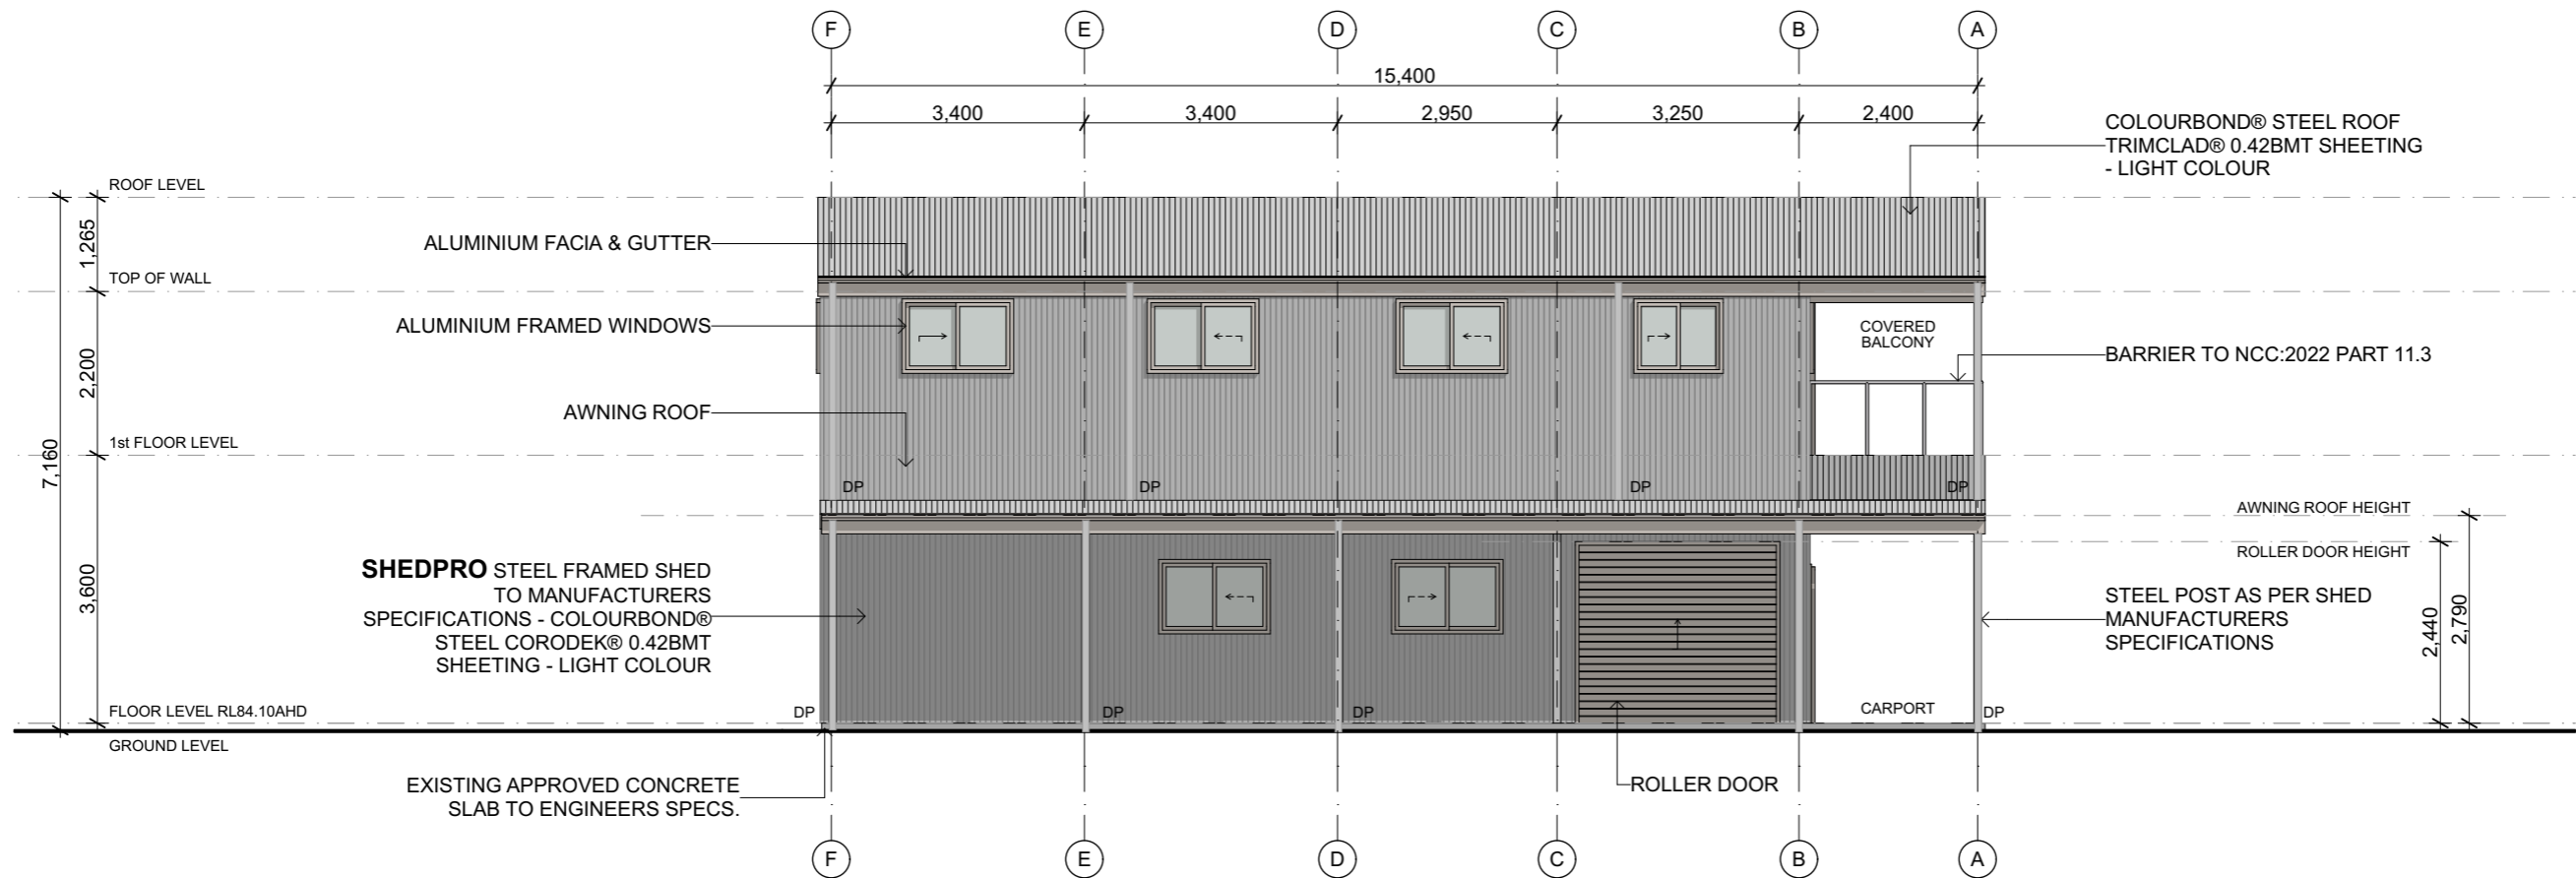 F E D C B A
15,400
3,400 3,400 2,950 3,250 2,400
COLOURBOND® STEEL ROOF
TRIMCLAD® 0.42BMT SHEETING
- LIGHT COLOUR
ROOF LEVEL
1,265
ALUMINIUM FACIA & GUTTER
TOP OF WALL
ALUMINIUM FRAMED WINDOWS
COVERED
BALCONY
BARRIER TO NCC:2022 PART 11.3
2,200
AWNING ROOF
1st FLOOR LEVEL
7,160
DP DP DP DP
AWNING ROOF HEIGHT
ROLLER DOOR HEIGHT
SHEDPRO STEEL FRAMED SHED
TO MANUFACTURERS
SPECIFICATIONS - COLOURBOND®
STEEL CORODEK® 0.42BMT
SHEETING - LIGHT COLOUR
3,600
STEEL POST AS PER SHED
MANUFACTURERS
SPECIFICATIONS
2,440
2,790
FLOOR LEVEL RL84.10AHD
DP DP DP CARPORT DP
GROUND LEVEL
EXISTING APPROVED CONCRETE
SLAB TO ENGINEERS SPECS.
ROLLER DOOR
F E D C B A